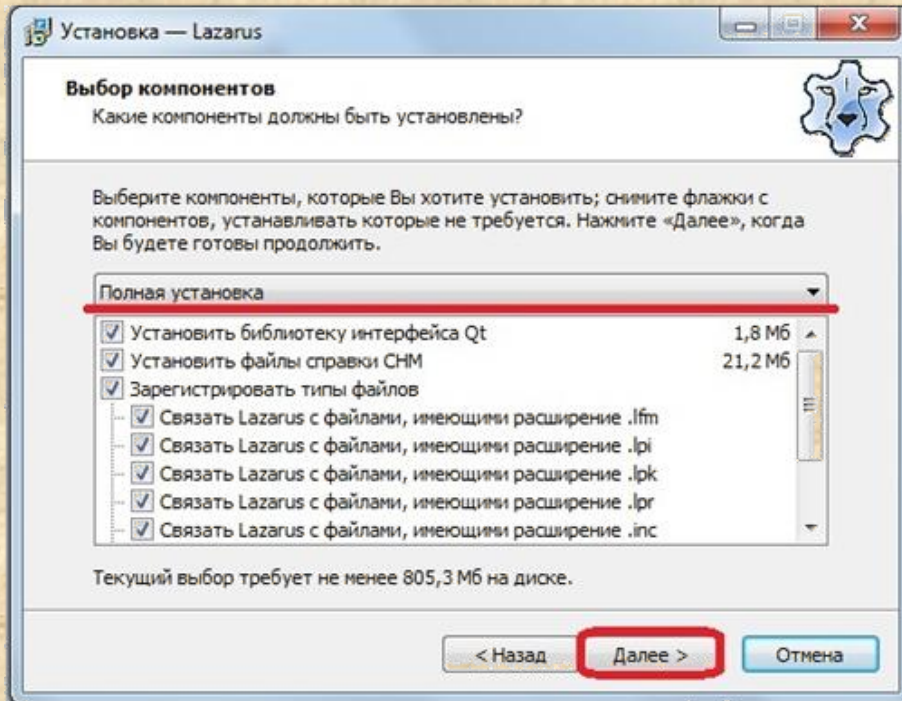 Установка — Lazarus
Выбор компонентов
Какие компоненты должны быть установлены?
Выберите компоненты, которые Вы хотите установить; снимите флажки с
компонентов, устанавливать которые не требуется. Нажмите «Далее», когда
Вы будете готовы продолжить.
Полная установка
Установить библиотеку интерфейса Qt 1,8 Мб
Установить файлы справки CHM 21,2 Мб
Зарегистрировать типы файлов
Связать Lazarus с файлами, имеющими расширение .lfm
Связать Lazarus с файлами, имеющими расширение .lpi
Связать Lazarus с файлами, имеющими расширение .lpk
Связать Lazarus с файлами, имеющими расширение .lpr
Связать Lazarus с файлами, имеющими расширение .inc
Текущий выбор требует не менее 805,3 Мб на диске.
< Назад Далее > Отмена